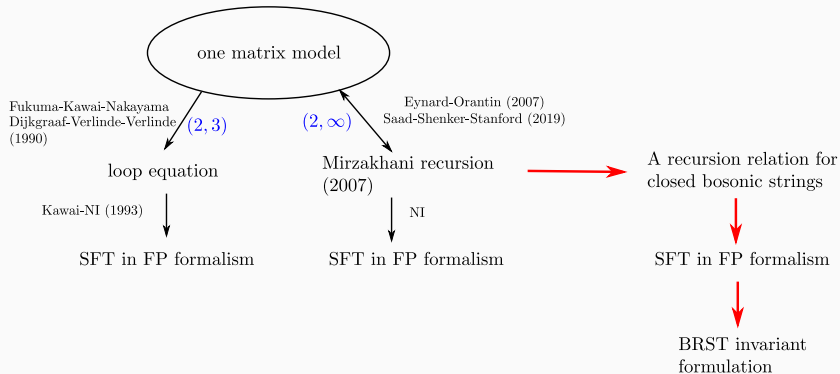 one matrix model
Fukuma-Kawai-Nakayama
Dijkgraaf-Verlinde-Verlinde
(1990)
(2, 3)
(2, ∞)
Eynard-Orantin (2007)
Saad-Shenker-Stanford (2019)
loop equation
Mirzakhani recursion
(2007)
A recursion relation for
closed bosonic strings
Kawai-NI (1993)
NI
SFT in FP formalism
SFT in FP formalism
SFT in FP formalism
BRST invariant
formulation